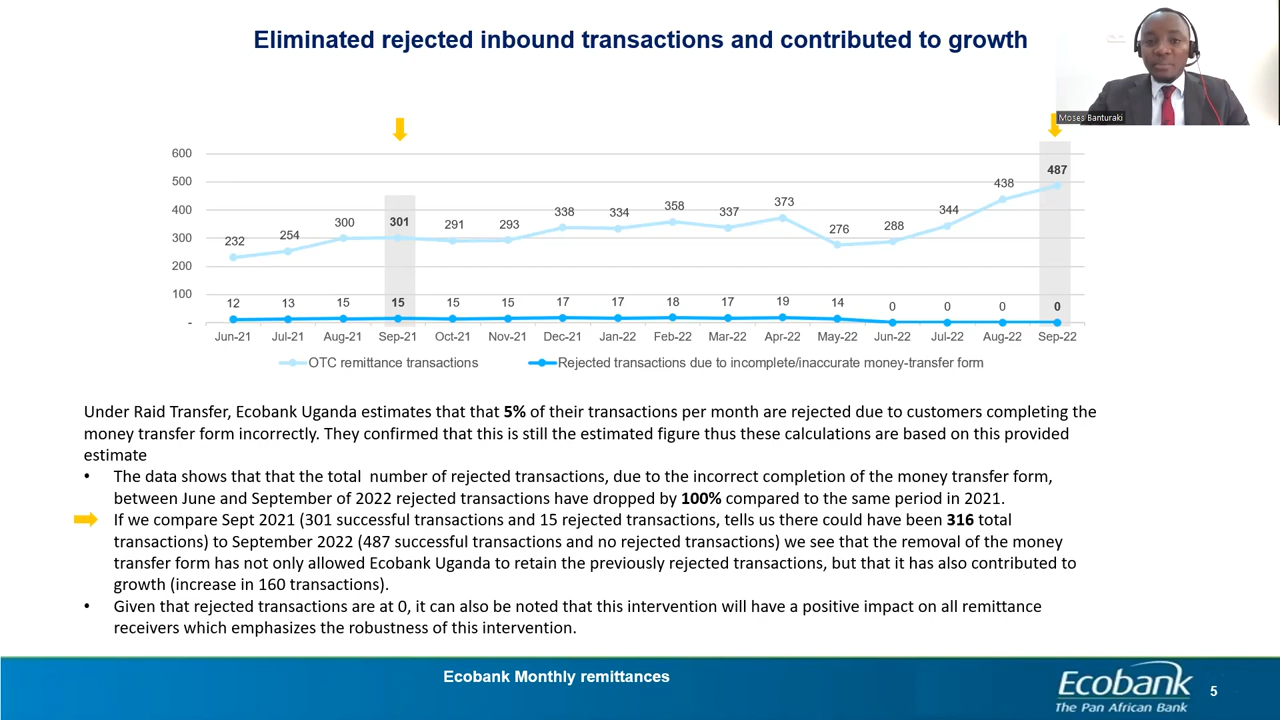 Eliminated rejected inbound transactions and contributed to growth
Moses Banturaki
600
500
400
300
200
100
-
232 254 300 301 291 293 338 334 358 337 373 276 288 344 438 487
12 13 15 15 15 15 17 17 18 17 19 14 0 0 0 0
Jun-21 Jul-21 Aug-21 Sep-21 Oct-21 Nov-21 Dec-21 Jan-22 Feb-22 Mar-22 Apr-22 May-22 Jun-22 Jul-22 Aug-22 Sep-22
OTC remittance transactions Rejected transactions due to incomplete/inaccurate money-transfer form
Under Raid Transfer, Ecobank Uganda estimates that that 5% of their transactions per month are rejected due to customers completing the
money transfer form incorrectly. They confirmed that this is still the estimated figure thus these calculations are based on this provided
estimate
• The data shows that that the total number of rejected transactions, due to the incorrect completion of the money transfer form,
between June and September of 2022 rejected transactions have dropped by 100% compared to the same period in 2021.
If we compare Sept 2021 (301 successful transactions and 15 rejected transactions, tells us there could have been 316 total
transactions) to September 2022 (487 successful transactions and no rejected transactions) we see that the removal of the money
transfer form has not only allowed Ecobank Uganda to retain the previously rejected transactions, but that it has also contributed to
growth (increase in 160 transactions).
• Given that rejected transactions are at 0, it can also be noted that this intervention will have a positive impact on all remittance
receivers which emphasizes the robustness of this intervention.
Ecobank Monthly remittances
Ecobank
The Pan African Bank
5